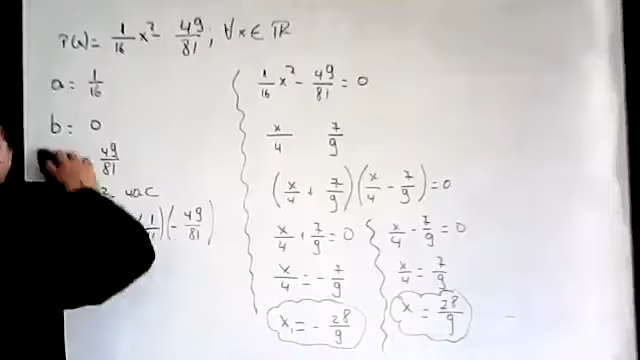 P(x) = 1/16 x² - 49/81 ; ∀x ∈ ℝ
a = 1/16
b = 0
49/81
4ac
(- 49/81)
1/16 x² - 49/81 = 0
x/4 7/9
(x/4 + 7/9)(x/4 - 7/9) = 0
x/4 + 7/9 = 0
x/4 = - 7/9
x₁ = - 28/9
x/4 - 7/9 = 0
x/4 = 7/9
x = 28/9